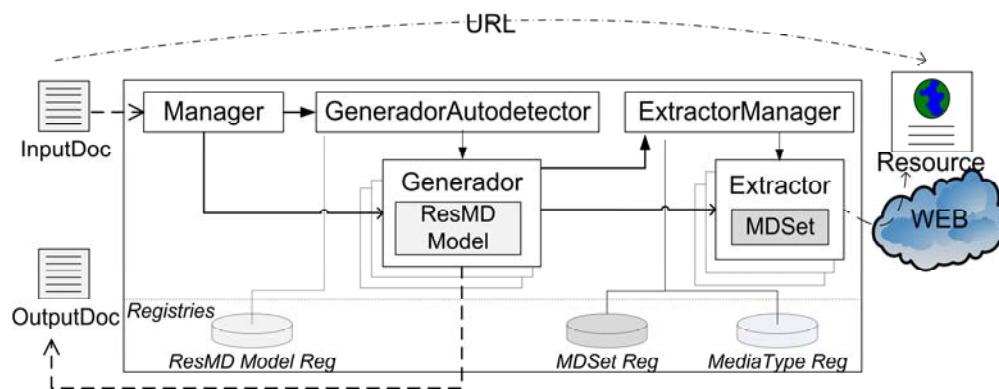 URL
Manager
GeneradorAutodetector
ExtractorManager
InputDoc
Resource
Generador
ResMD
Model
Extractor
MDSet
WEB
OutputDoc
Registries
ResMD Model Reg
MDSet Reg
MediaType Reg